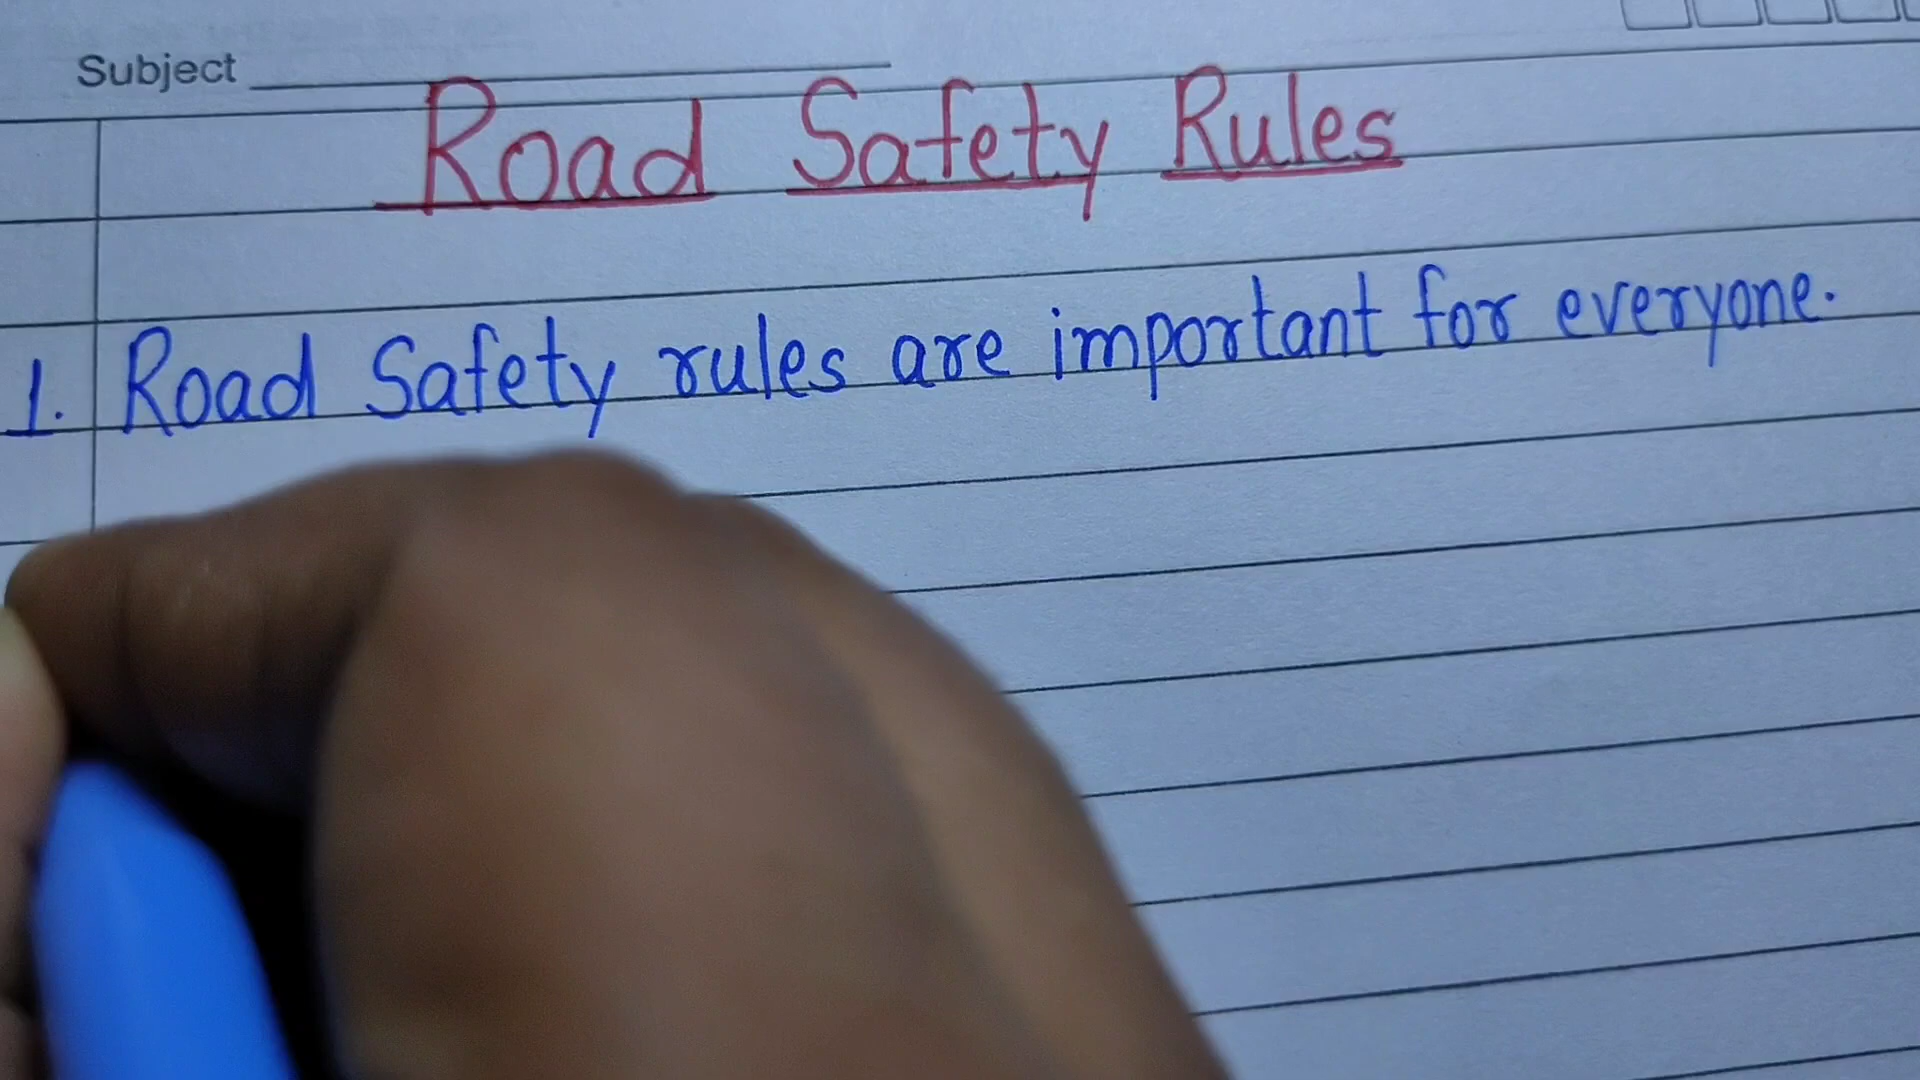 Subject
Road Safety Rules
1. Road Safety rules are important for everyone.